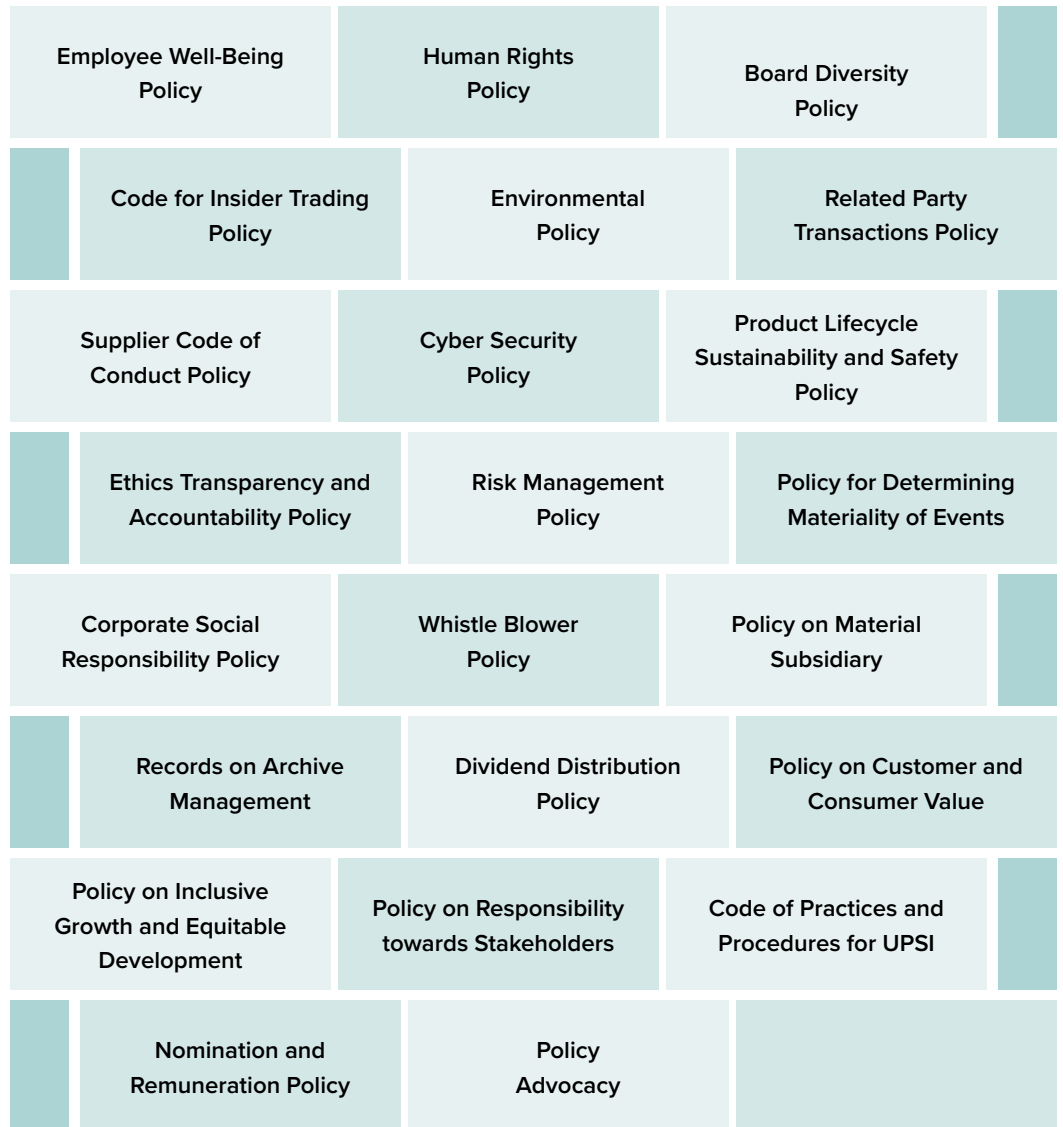 Employee Well-Being
Policy
Human Rights
Policy
Board Diversity
Policy
Code for Insider Trading
Policy
Environmental
Policy
Related Party
Transactions Policy
Supplier Code of
Conduct Policy
Cyber Security
Policy
Product Lifecycle
Sustainability and Safety
Policy
Ethics Transparency and
Accountability Policy
Risk Management
Policy
Policy for Determining
Materiality of Events
Corporate Social
Responsibility Policy
Whistle Blower
Policy
Policy on Material
Subsidiary
Records on Archive
Management
Dividend Distribution
Policy
Policy on Customer and
Consumer Value
Policy on Inclusive
Growth and Equitable
Development
Policy on Responsibility
towards Stakeholders
Code of Practices and
Procedures for UPSI
Nomination and
Remuneration Policy
Policy
Advocacy